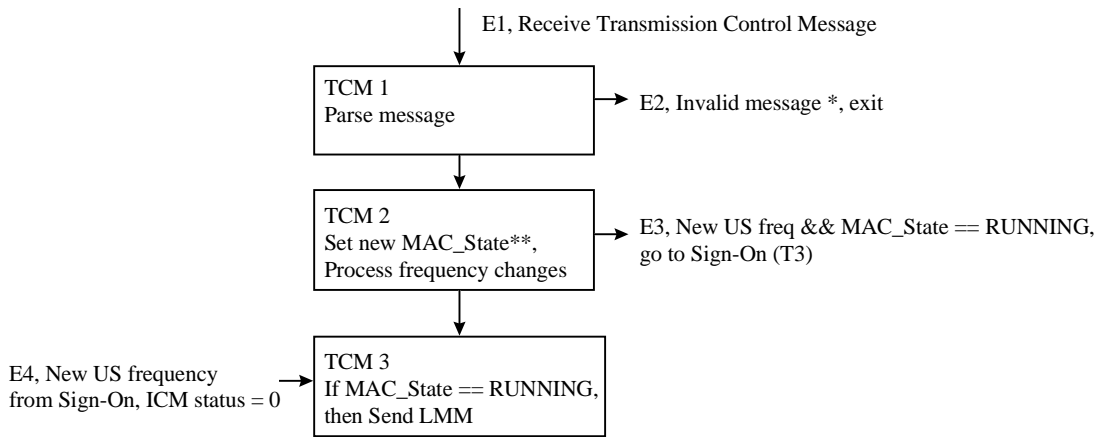 E1, Receive Transmission Control Message
TCM 1
Parse message
E2, Invalid message *, exit
TCM 2
Set new MAC_State**,
Process frequency changes
E3, New US freq && MAC_State == RUNNING,
go to Sign-On (T3)
E4, New US frequency
from Sign-On, ICM status = 0
TCM 3
If MAC_State == RUNNING,
then Send LMM